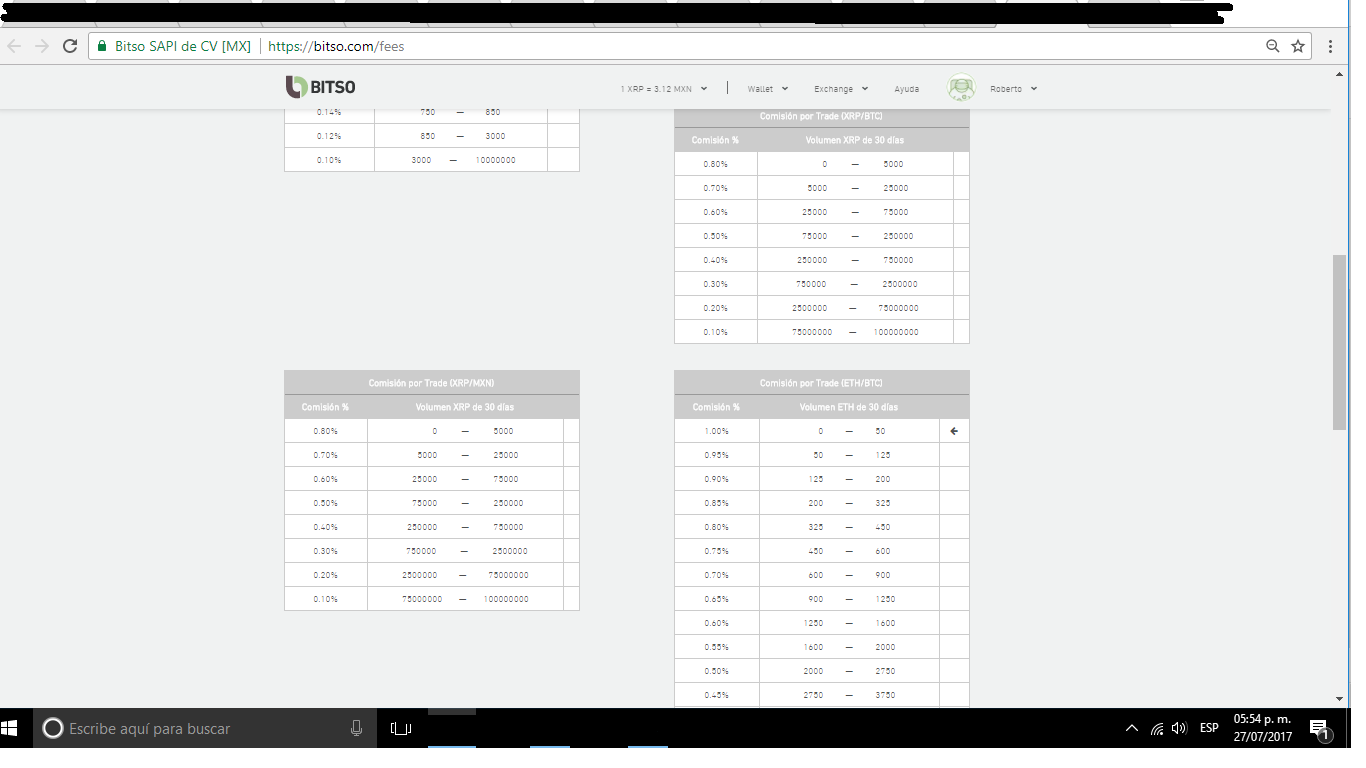 Bitso SAPI de CV [MX] https://bitso.com/fees
BITSO 1 XRP = 3.12 MXN Wallet Exchange Ayuda Roberto
0.14% 750 — 850
0.12% 850 — 3000
0.10% 3000 — 10000000
Comisión por Trade (XRP/BTC)
Comisión % Volumen XRP de 30 días
0.80% 0 — 5000
0.70% 5000 — 25000
0.60% 25000 — 75000
0.50% 75000 — 250000
0.40% 250000 — 750000
0.30% 750000 — 2500000
0.20% 2500000 — 75000000
0.10% 75000000 — 100000000
Comisión por Trade (XRP/MXN)
Comisión % Volumen XRP de 30 días
0.80% 0 — 5000
0.70% 5000 — 25000
0.60% 25000 — 75000
0.50% 75000 — 250000
0.40% 250000 — 750000
0.30% 750000 — 2500000
0.20% 2500000 — 75000000
0.10% 75000000 — 100000000
Comisión por Trade (ETH/BTC)
Comisión % Volumen ETH de 30 días
1.00% 0 — 50 ←
0.95% 50 — 125
0.90% 125 — 200
0.85% 200 — 325
0.80% 325 — 450
0.75% 450 — 600
0.70% 600 — 900
0.65% 900 — 1250
0.60% 1250 — 1600
0.55% 1600 — 2000
0.50% 2000 — 2750
0.45% 2750 — 3750
Escribe aquí para buscar
ESP
05:54 p. m.
27/07/2017
1